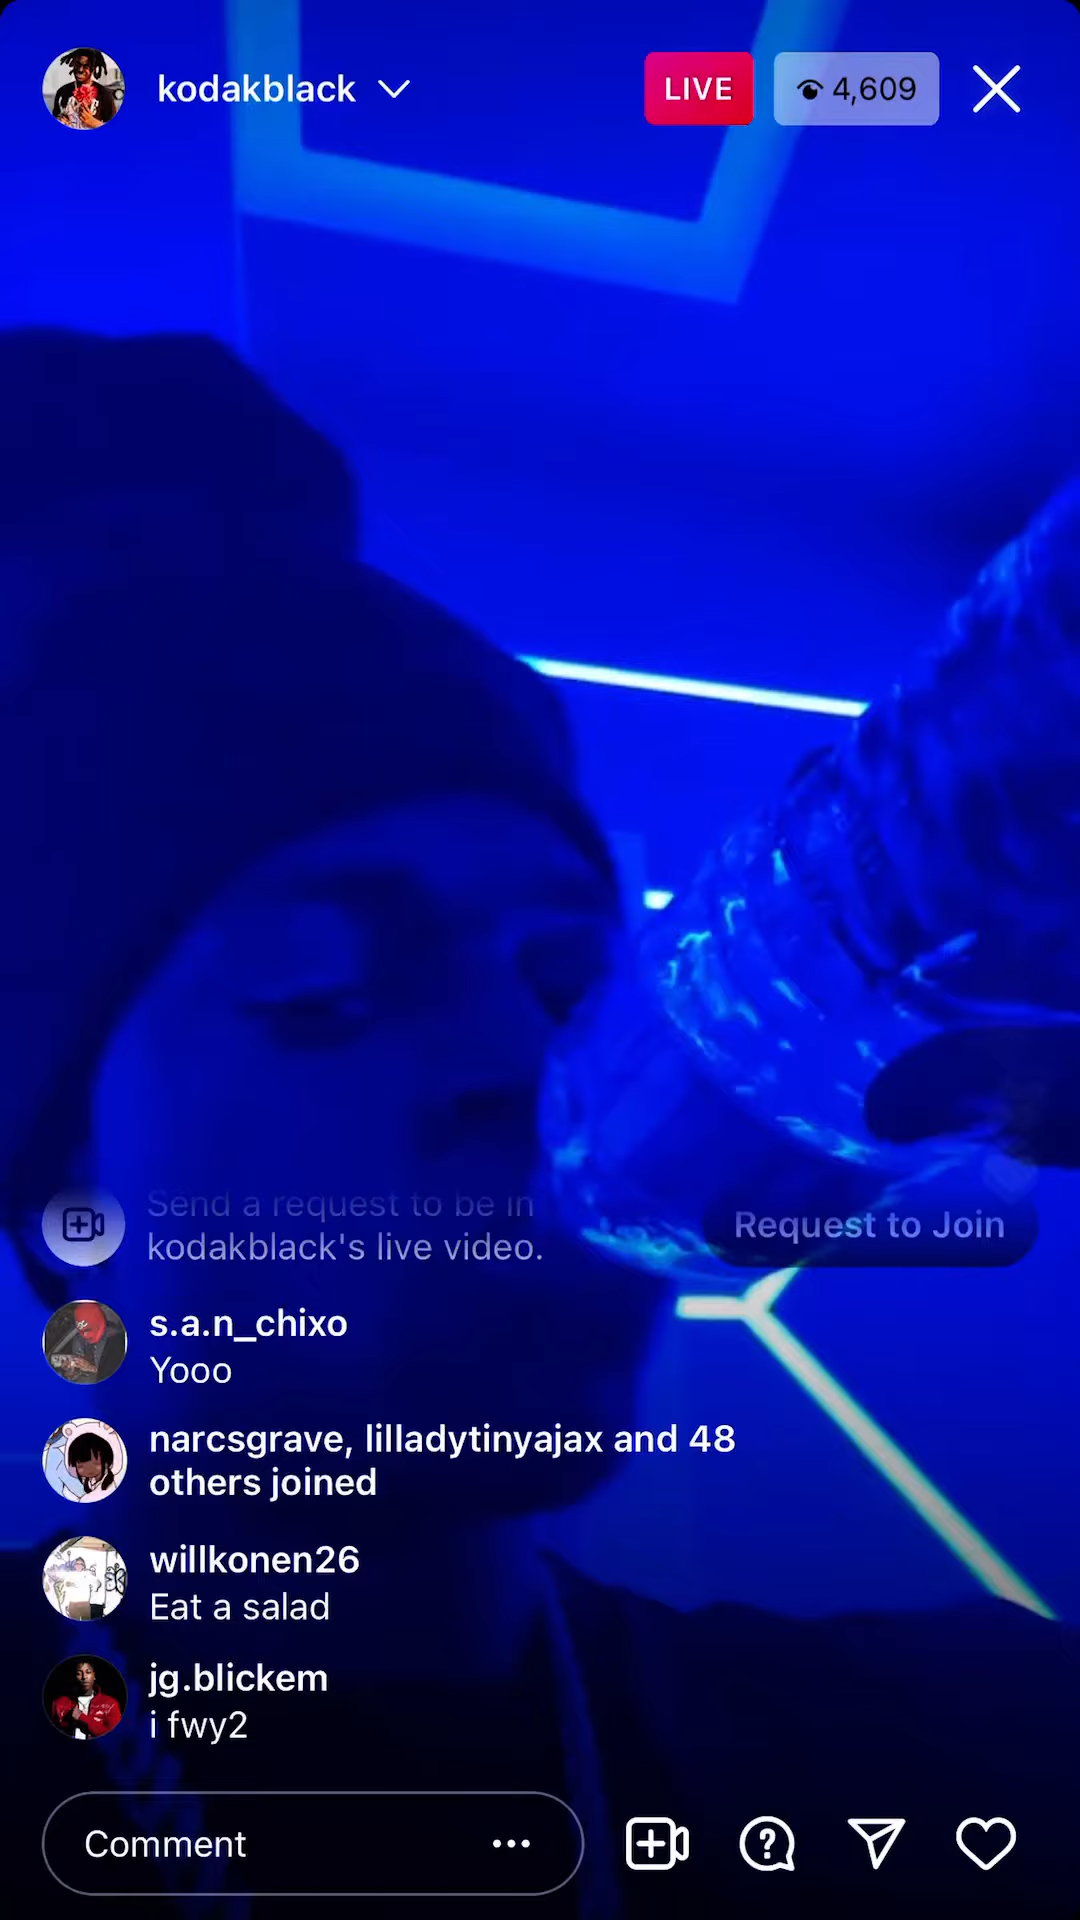 kodakblack
LIVE
4,609
Send a request to be in
kodakblack's live video.
Request to Join
s.a.n_chixo
Yooo
narcsgrave, lilladytinyajax and 48
others joined
willkonen26
Eat a salad
jg.blickem
i fwy2
Comment